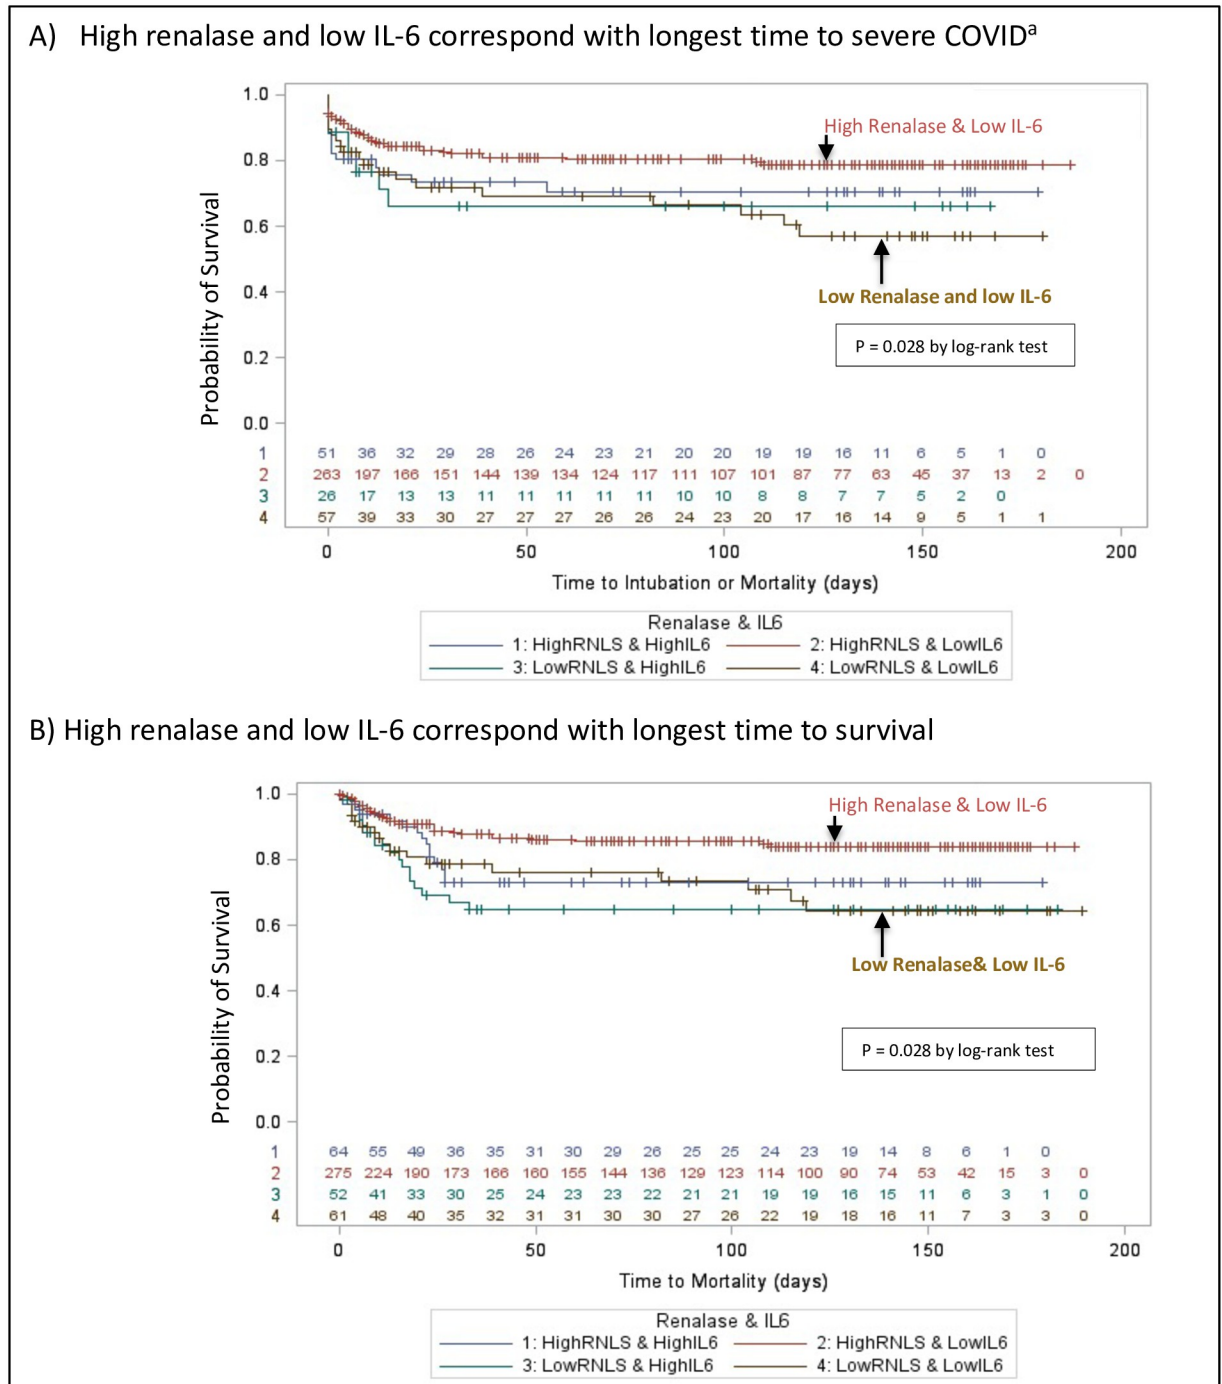 A) High renalase and low IL-6 correspond with longest time to severe COVIDa
1.0
0.8
0.6
0.4
0.2
0.0
Probability of Survival
High Renalase & Low IL-6
Low Renalase and low IL-6
P = 0.028 by log-rank test
1 51 36 32 29 28 26 24 23 21 20 20 19 19 16 11 6 5 1 0
2 263 197 166 151 144 139 134 124 117 111 107 101 87 77 63 45 37 13 2 0
3 26 17 13 13 11 11 11 11 11 10 10 8 8 7 7 5 2 0
4 57 39 33 30 27 27 27 26 26 24 23 20 17 16 14 9 5 1 1
0 50 100 150 200
Time to Intubation or Mortality (days)
Renalase & IL6
1: HighRNLS & HighIL6 2: HighRNLS & LowIL6
3: LowRNLS & HighIL6 4: LowRNLS & LowIL6
B) High renalase and low IL-6 correspond with longest time to survival
1.0
0.8
0.6
0.4
0.2
0.0
Probability of Survival
High Renalase & Low IL-6
Low Renalase& Low IL-6
P = 0.028 by log-rank test
1 64 55 49 36 35 31 30 29 26 25 25 24 23 19 14 8 6 1 0
2 275 224 190 173 166 160 155 144 136 129 123 114 100 90 74 53 42 15 3 0
3 52 41 33 30 25 24 23 23 22 21 21 19 19 16 15 11 6 3 1 0
4 61 48 40 35 32 31 31 30 30 27 26 22 19 18 16 11 7 3 3 0
0 50 100 150 200
Time to Mortality (days)
Renalase & IL6
1: HighRNLS & HighIL6 2: HighRNLS & LowIL6
3: LowRNLS & HighIL6 4: LowRNLS & LowIL6